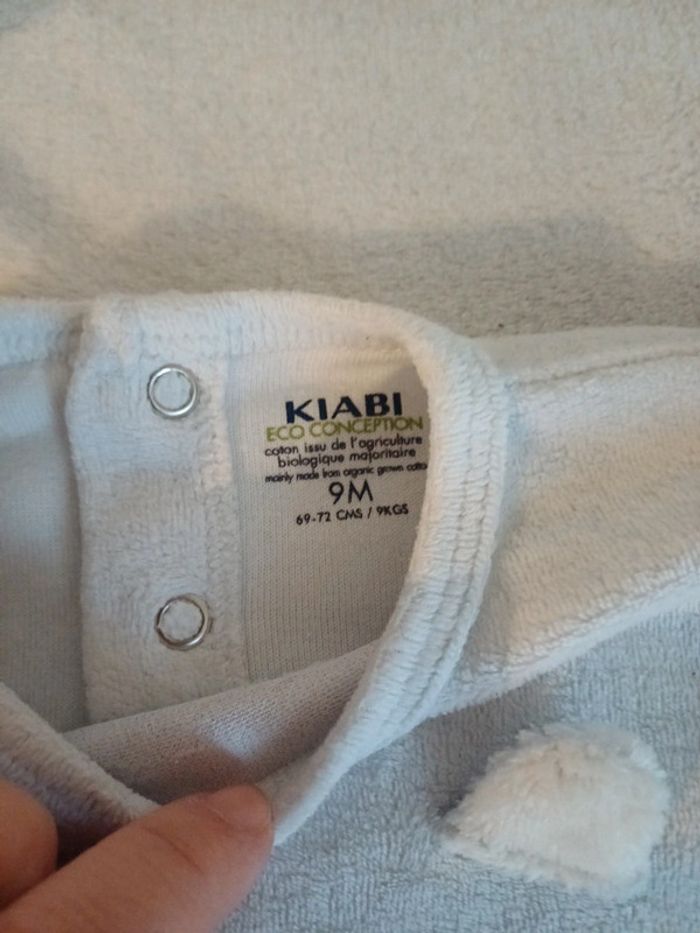 KIABI
ECO CONCEPTION
coton issu de l'agriculture
biologique majoritaire
mainly made from organic grown cotto
9M
69-72 CMS / 9KGS